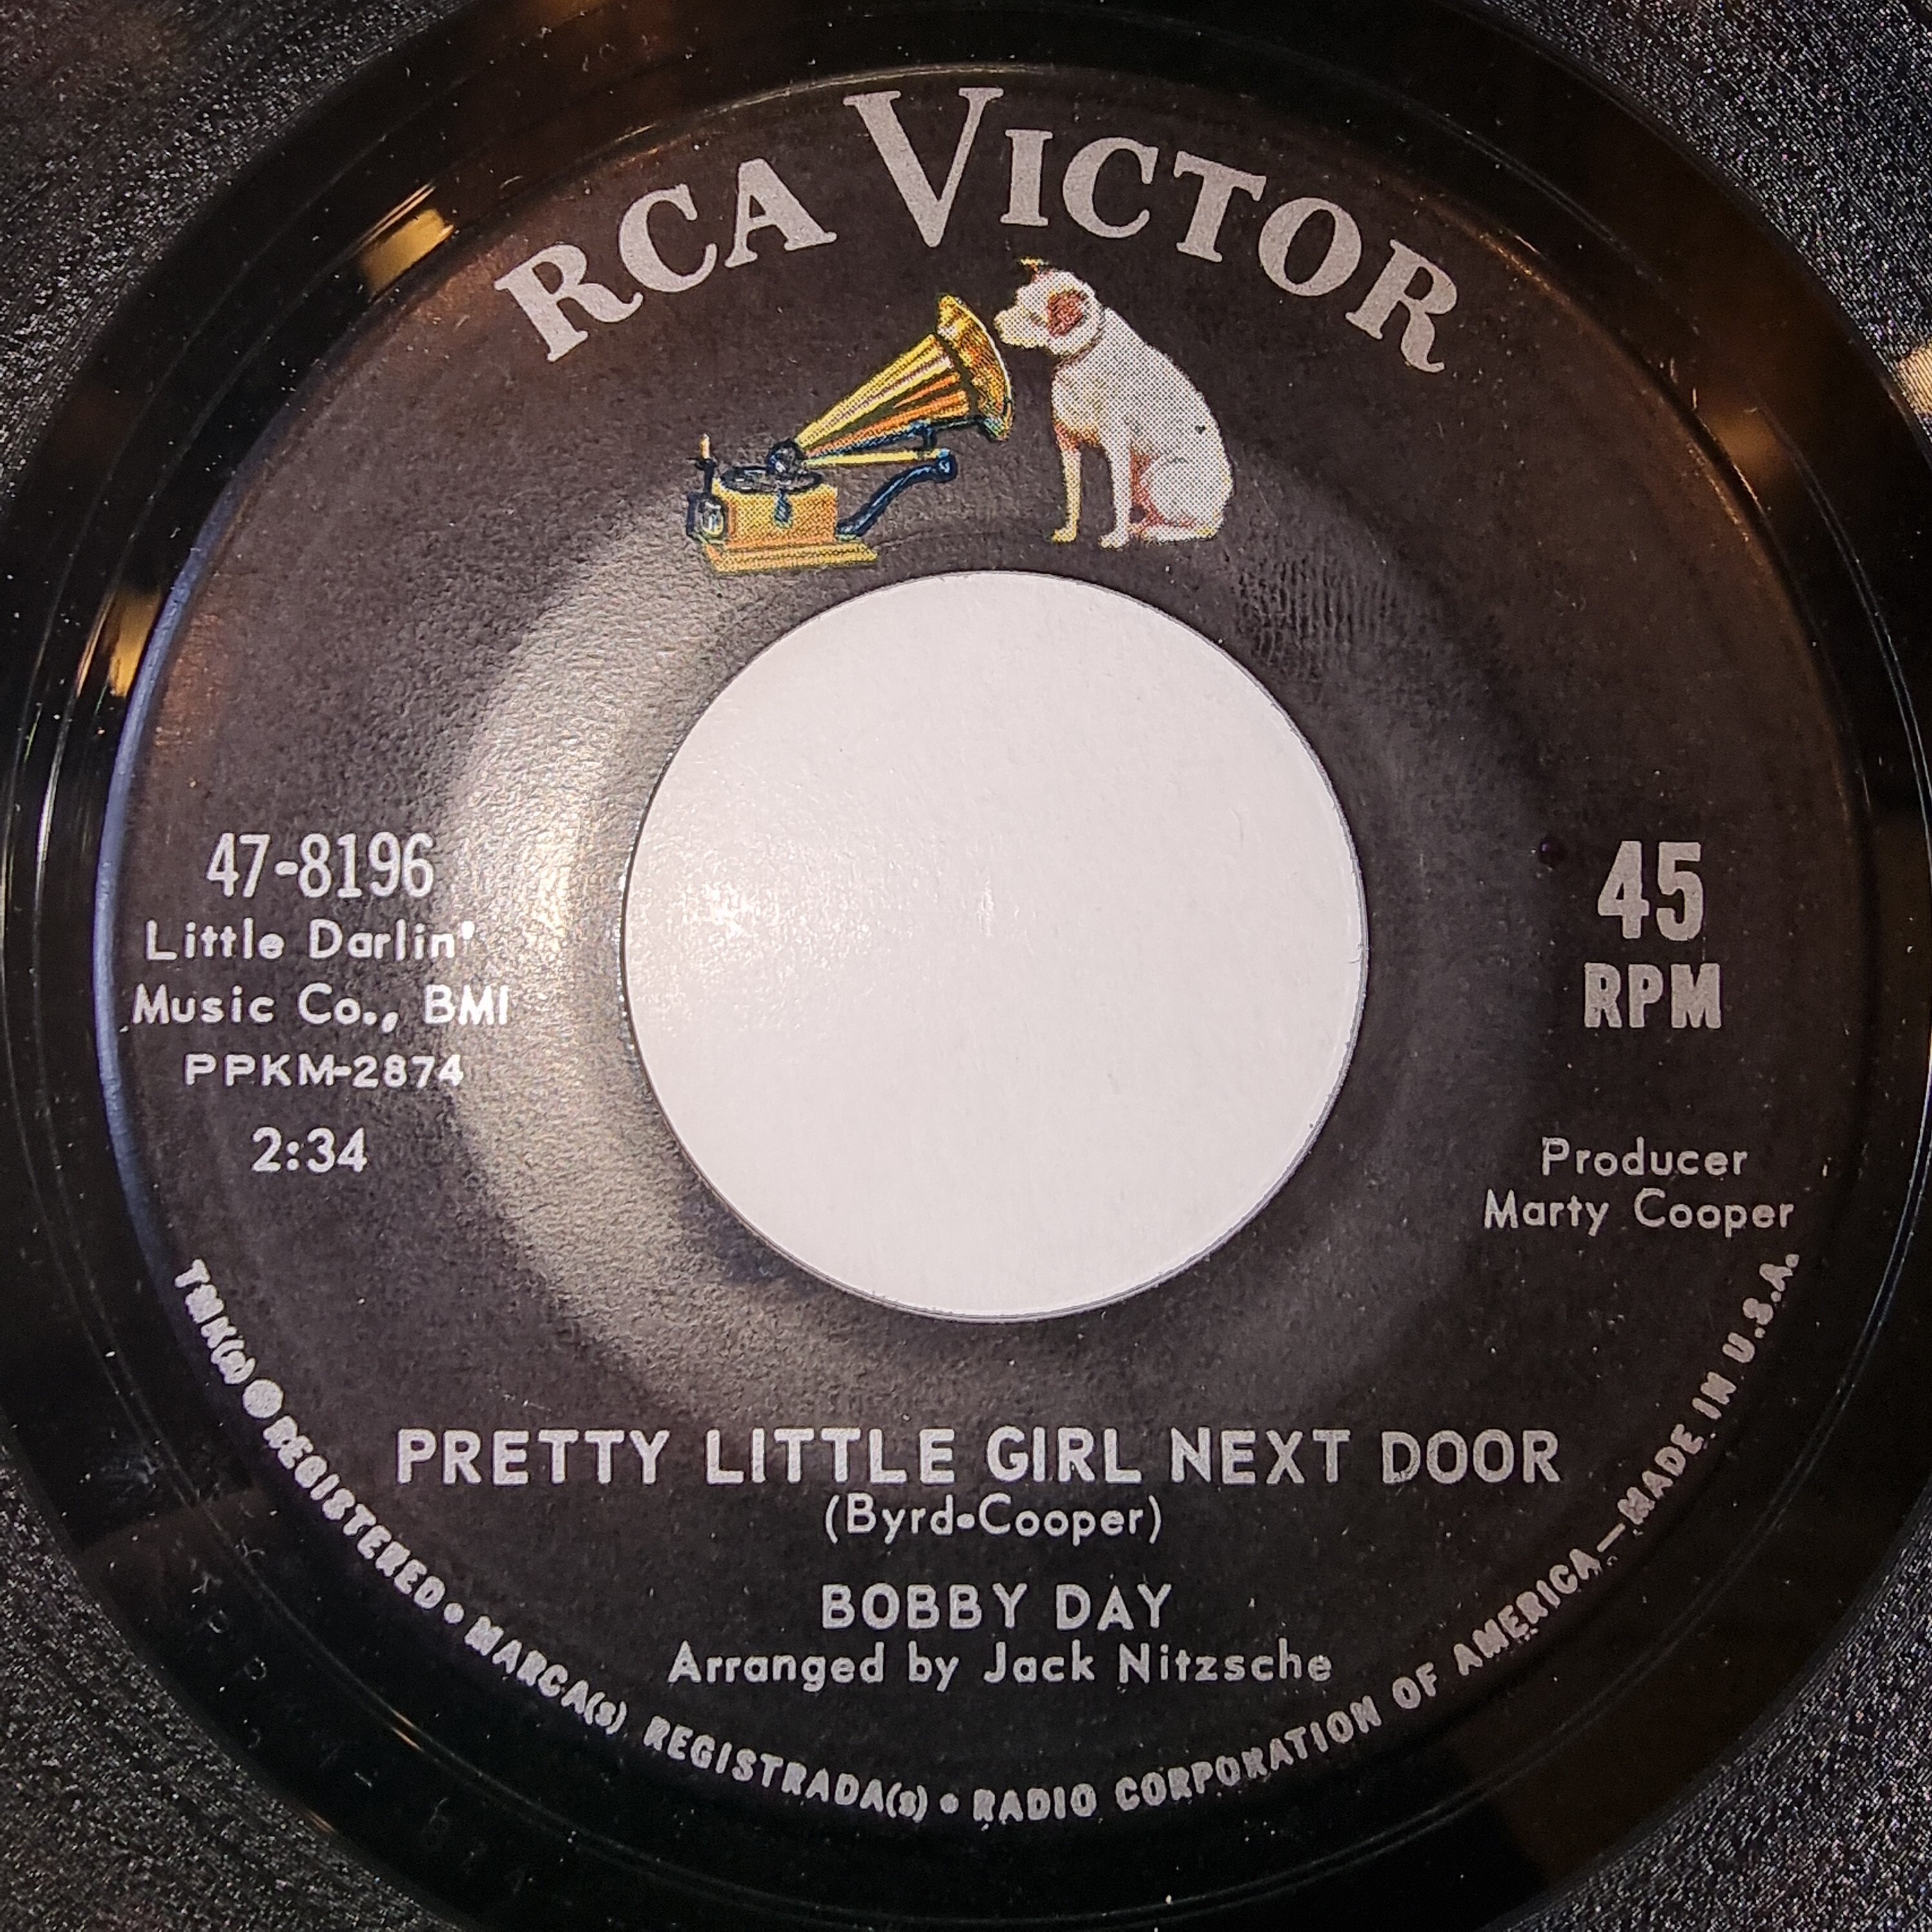 RCA VICTOR
47-8196
Little Darlin'
Music Co., BMI
PPKM-2874
2:34
45
RPM
Producer
Marty Cooper
PRETTY LITTLE GIRL NEXT DOOR
(Byrd-Cooper)
BOBBY DAY
Arranged by Jack Nitzsche
TMK(s) ® REGISTERED • MARCA(s) REGISTRADA(s) • RADIO CORPORATION OF AMERICA—MADE IN U.S.A.